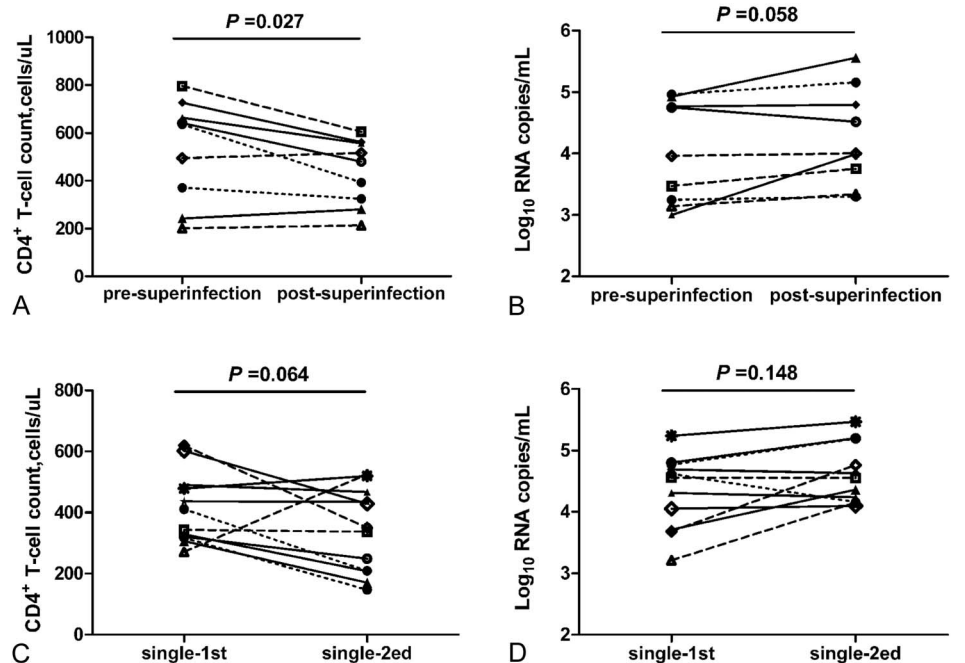 P =0.027
1000
800
600
400
200
0
CD4+ T-cell count,cells/uL
pre-superinfection
post-superinfection
A
P =0.058
6
5
4
3
2
Log10 RNA copies/mL
pre-superinfection
post-superinfection
B
P =0.064
800
600
400
200
0
CD4+ T-cell count,cells/uL
single-1st
single-2ed
C
P =0.148
6
5
4
3
2
Log10 RNA copies/mL
single-1st
single-2ed
D